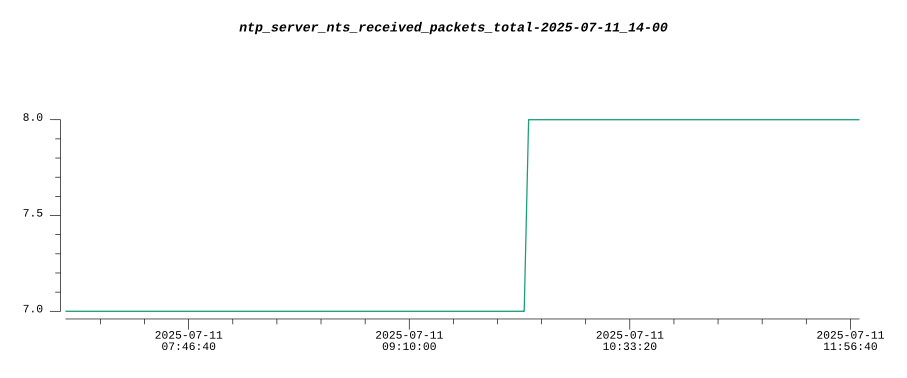 ntp_server_nts_received_packets_total-2025-07-11_14-00
8.0
7.5
7.0
2025-07-11 2025-07-11 2025-07-11 2025-07-11
07:46:40 09:10:00 10:33:20 11:56:40